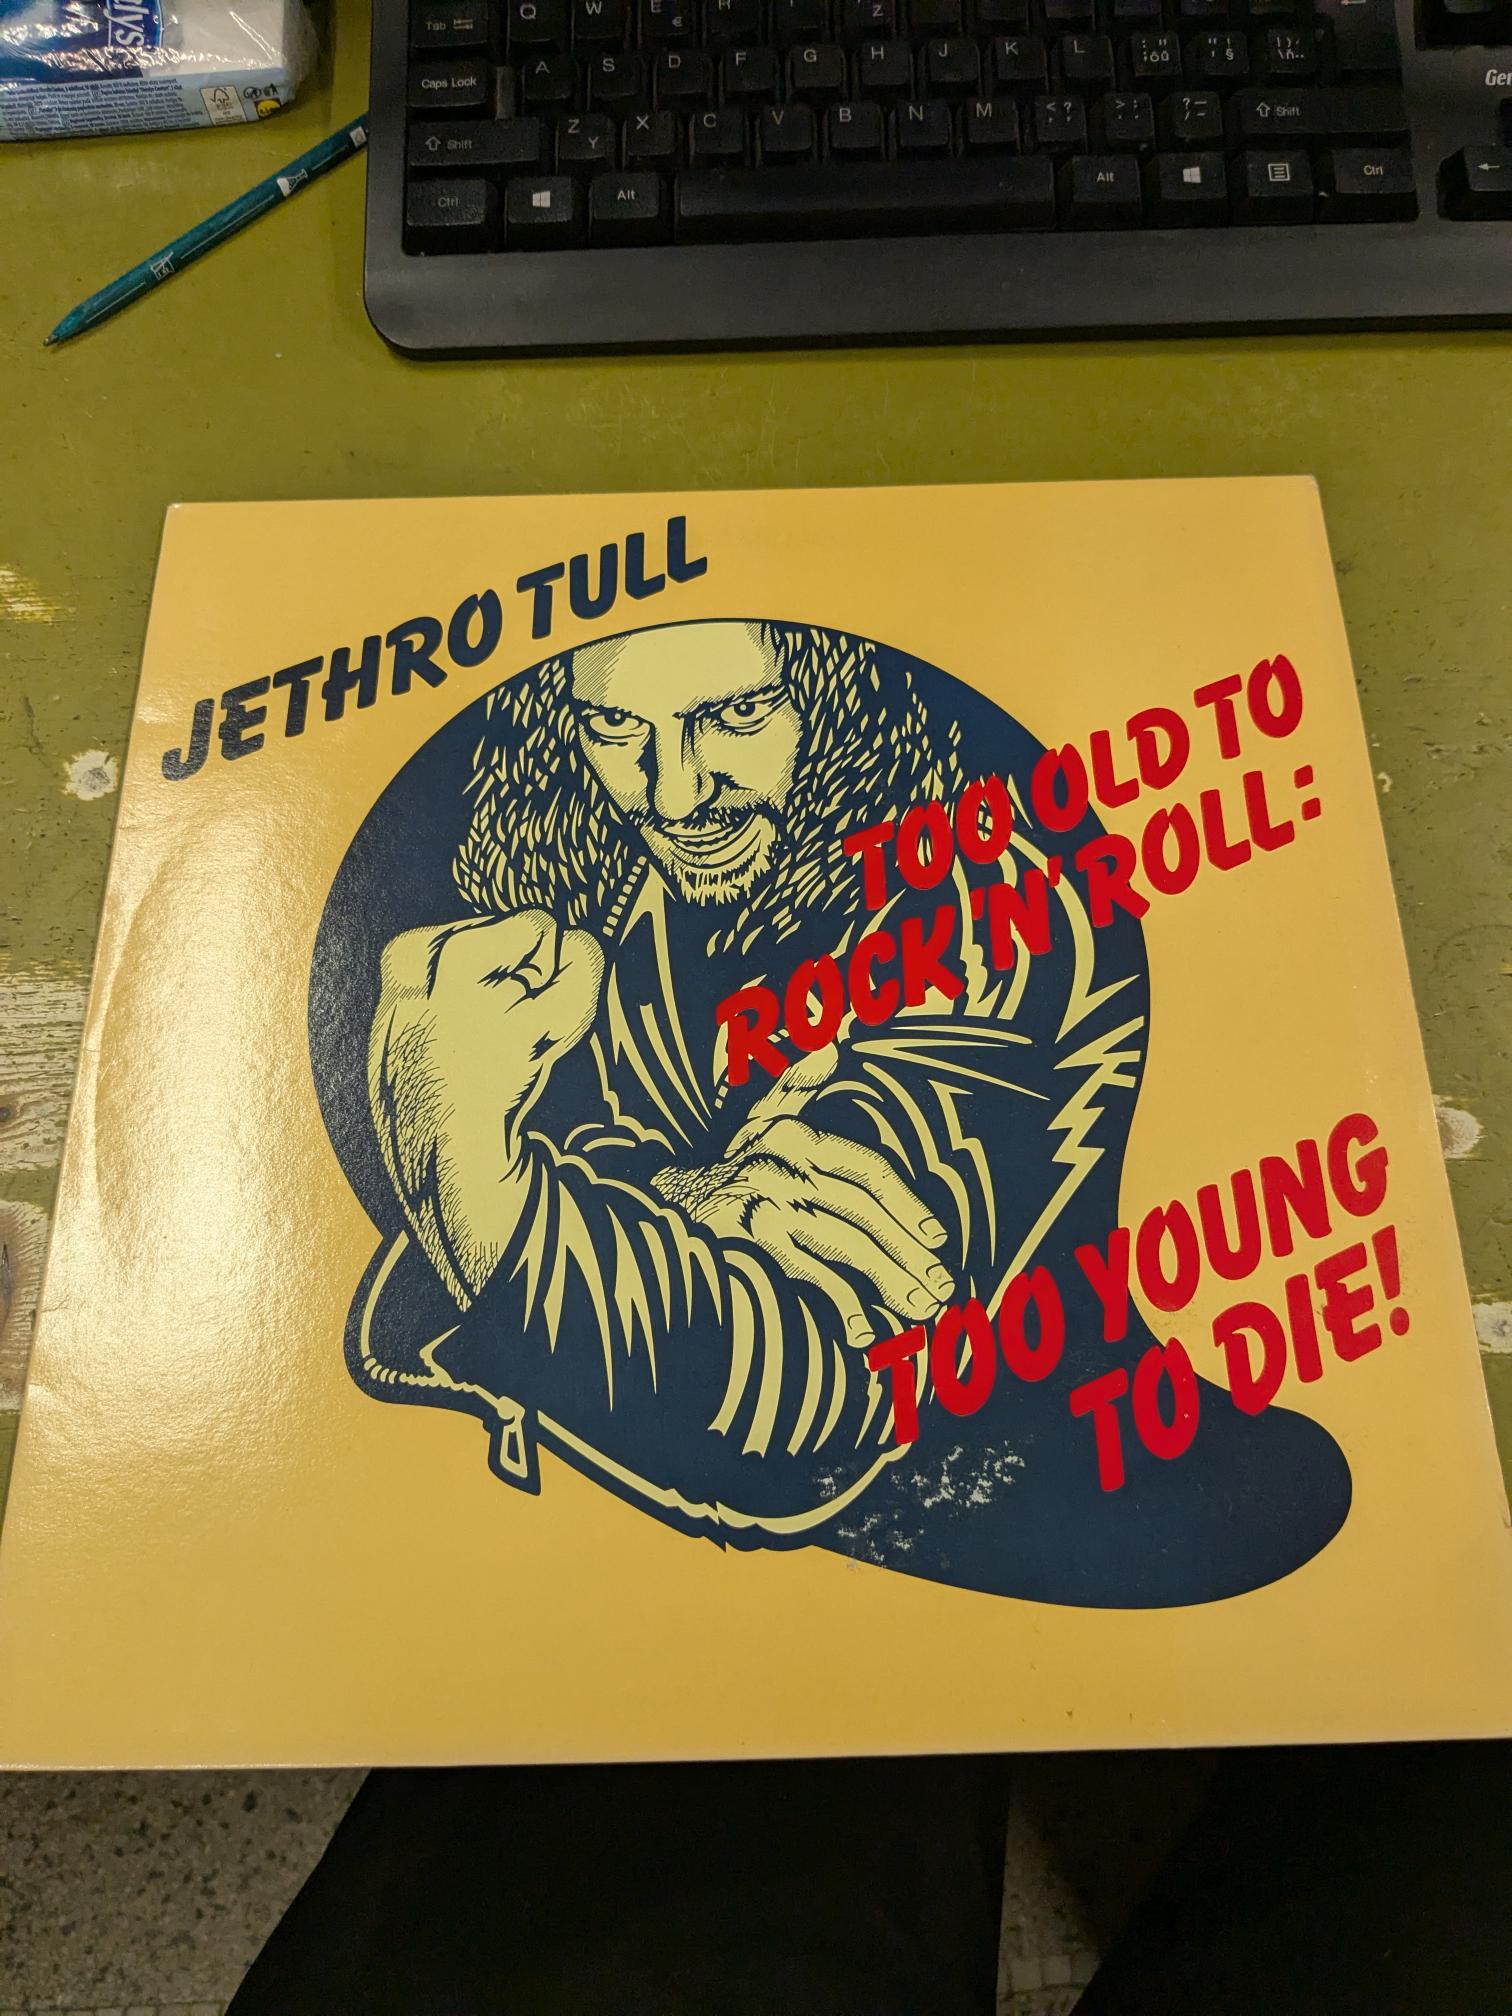 JETHRO TULL
TOO OLD TO
ROCK 'N' ROLL:
TOO YOUNG
TO DIE!
Tab
Q
W
E
€
Z
Caps Lock
A
S
D
F
G
H
J
K
L
Shift
Z
Y
X
C
V
B
N
M
Shift
Ctrl
Alt
Alt
Ctrl